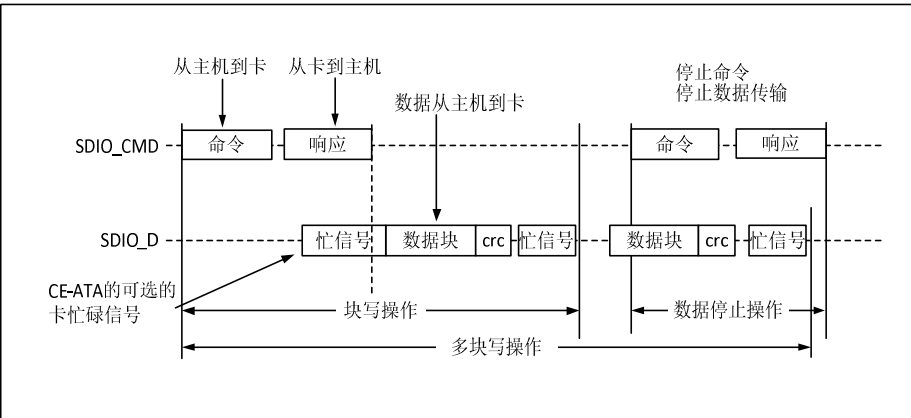 从主机到卡
从卡到主机
数据从主机到卡
停止命令
停止数据传输
SDIO_CMD
命令
响应
命令
响应
SDIO_D
忙信号
数据块
crc
忙信号
数据块
crc
忙信号
CE-ATA的可选的
卡忙碌信号
块写操作
数据停止操作
多块写操作